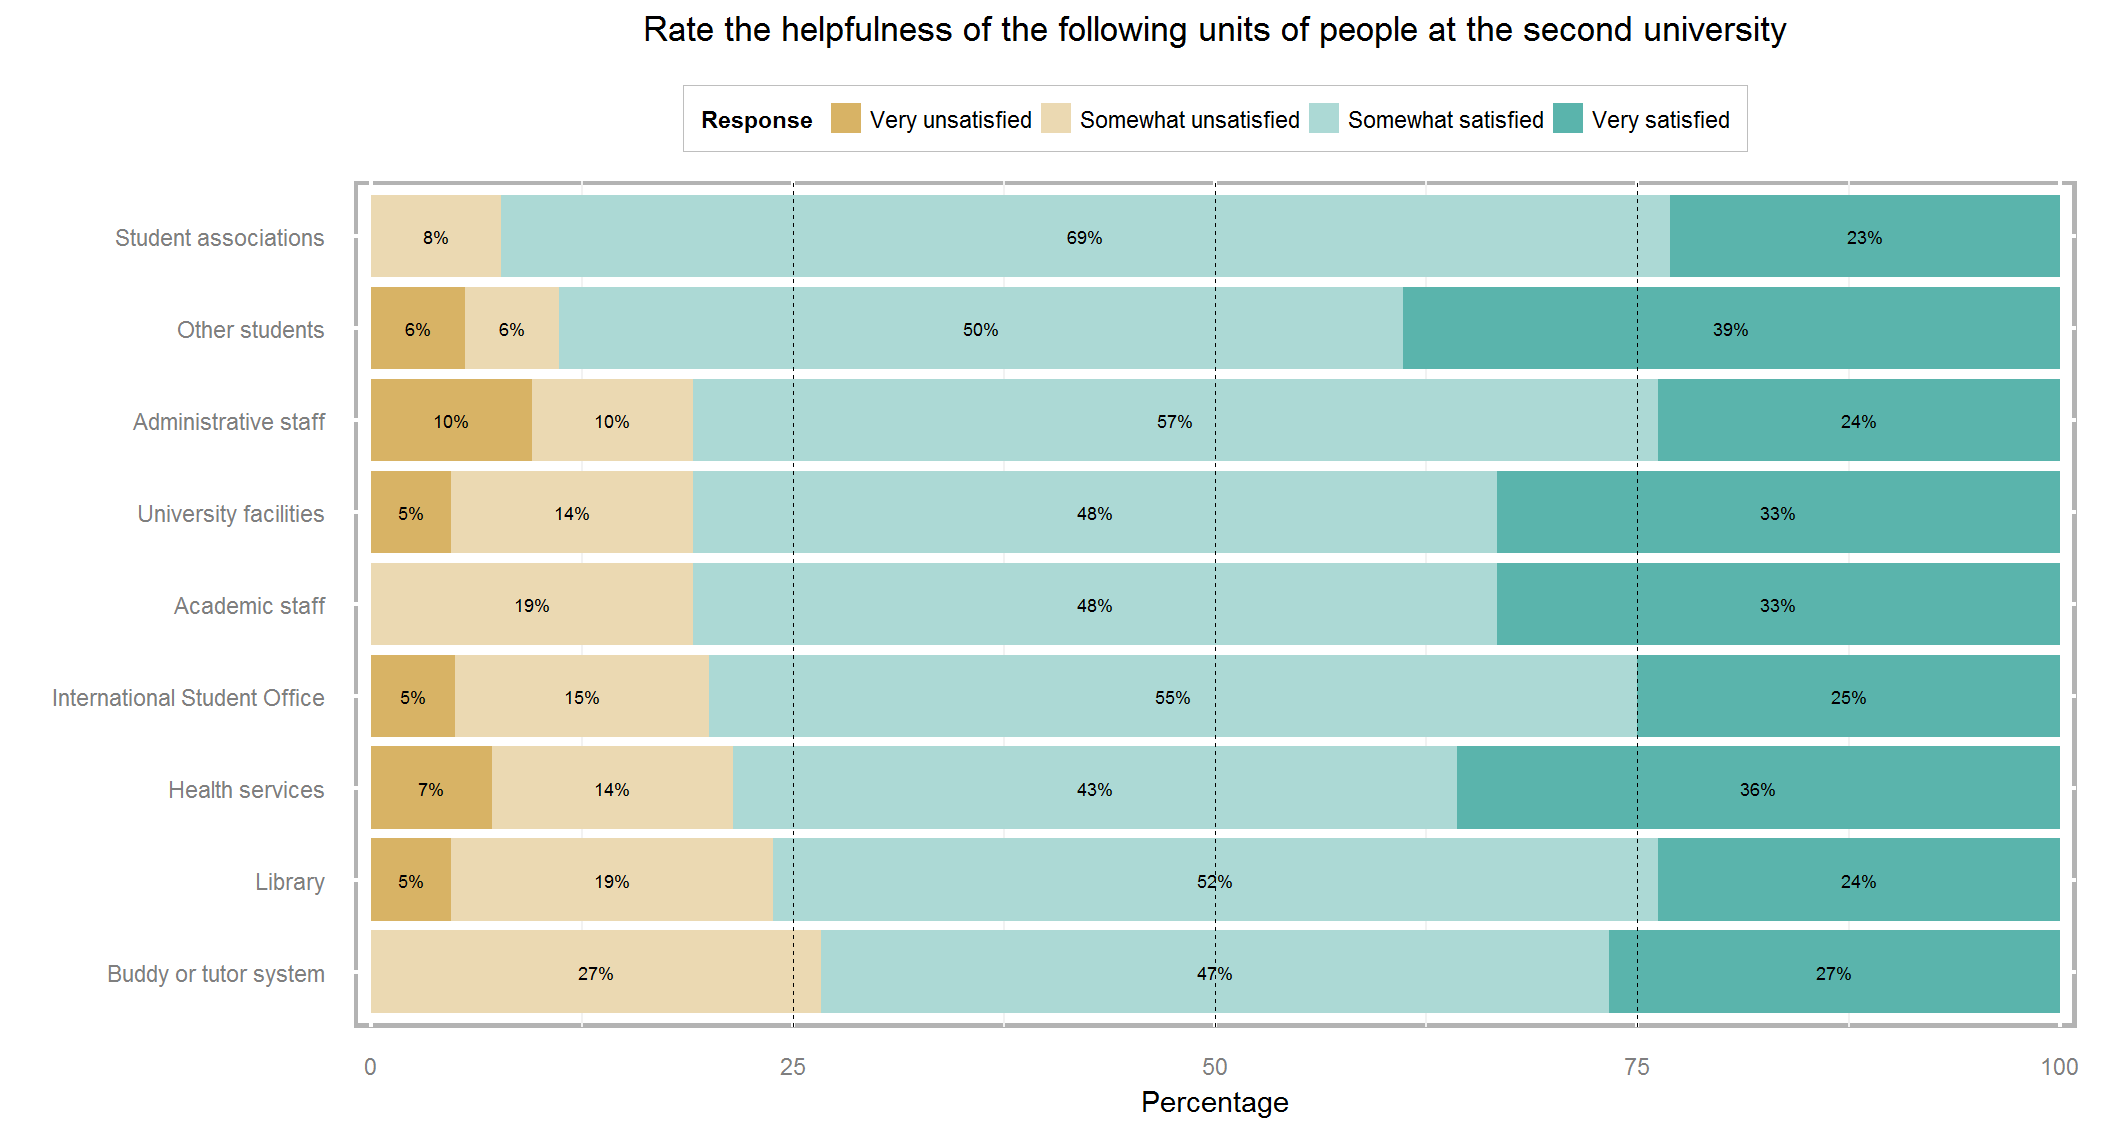 Rate the helpfulness of the following units of people at the second university
Response Very unsatisfied Somewhat unsatisfied Somewhat satisfied Very satisfied
Student associations 8% 69% 23%
Other students 6% 6% 50% 39%
Administrative staff 10% 10% 57% 24%
University facilities 5% 14% 48% 33%
Academic staff 19% 48% 33%
International Student Office 5% 15% 55% 25%
Health services 7% 14% 43% 36%
Library 5% 19% 52% 24%
Buddy or tutor system 27% 47% 27%
0 25 50 75 100
Percentage